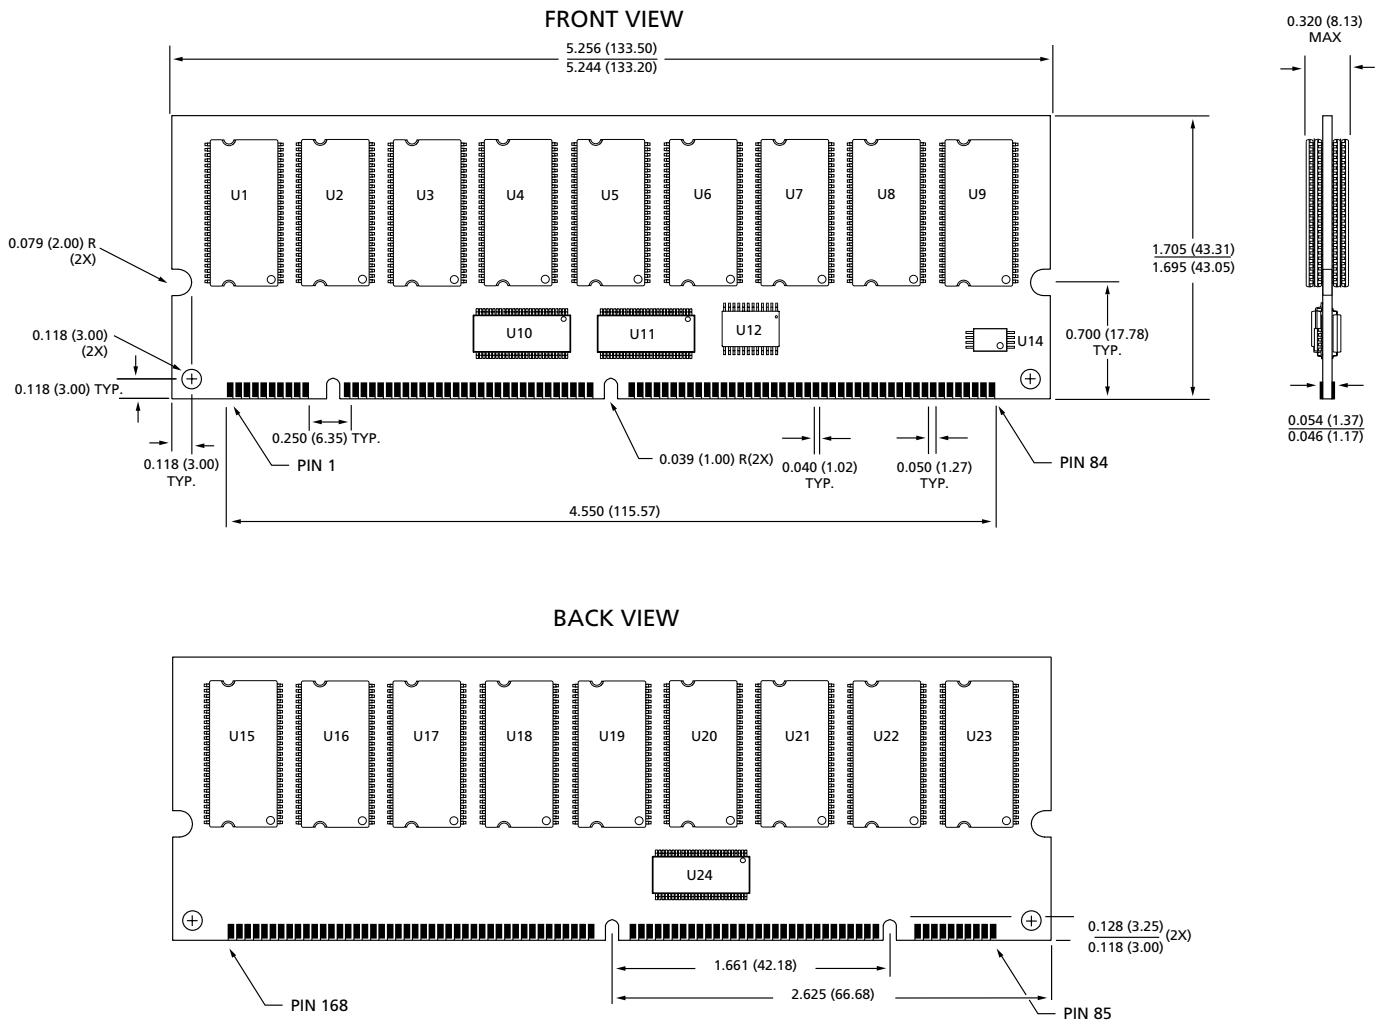 FRONT VIEW
0.320 (8.13)
MAX
5.256 (133.50)
5.244 (133.20)
U1 U2 U3 U4 U5 U6 U7 U8 U9
0.079 (2.00) R
(2X)
1.705 (43.31)
1.695 (43.05)
U10 U11 U12 U14
0.118 (3.00)
(2X)
0.700 (17.78)
TYP.
0.118 (3.00) TYP.
0.054 (1.37)
0.046 (1.17)
0.250 (6.35) TYP.
0.118 (3.00)
TYP.
PIN 1
0.039 (1.00) R(2X)
0.040 (1.02)
TYP.
0.050 (1.27)
TYP.
PIN 84
4.550 (115.57)
BACK VIEW
U15 U16 U17 U18 U19 U20 U21 U22 U23
U24
0.128 (3.25)
0.118 (3.00)
(2X)
1.661 (42.18)
2.625 (66.68)
PIN 168
PIN 85